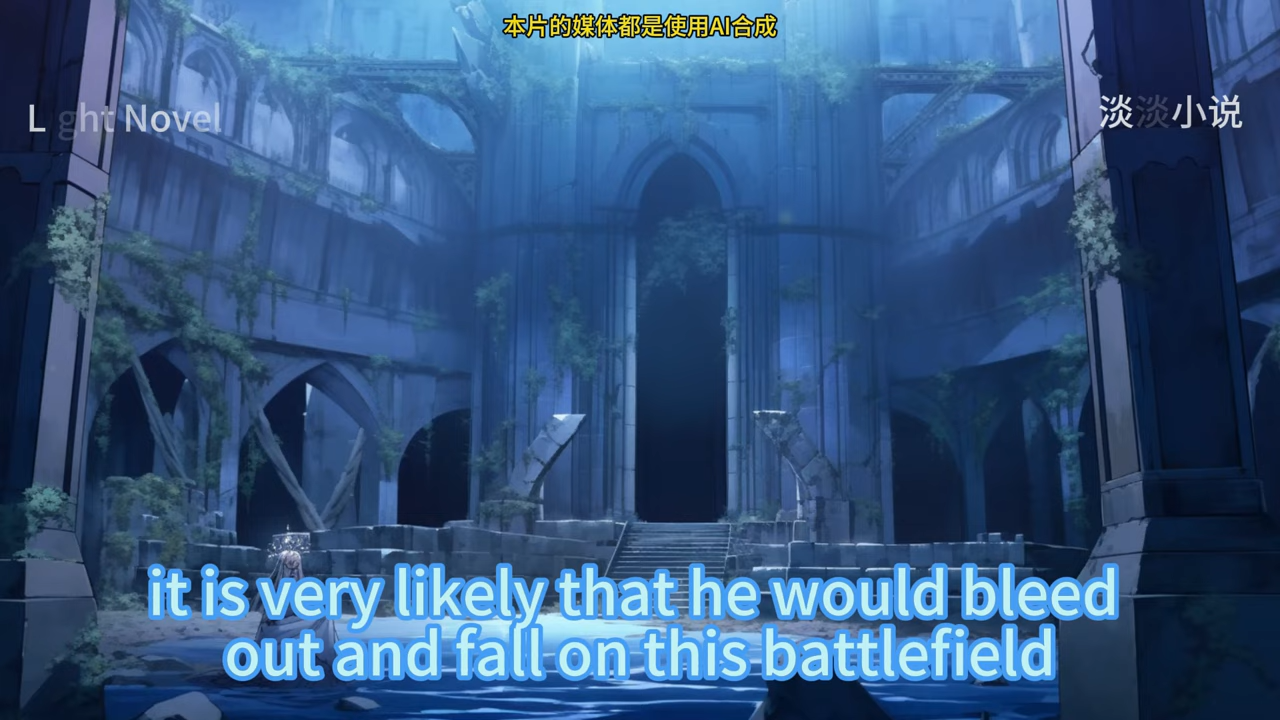 本片的媒体都是使用AI合成
Light Novel
淡淡小说
it is very likely that he would bleed
out and fall on this battlefield